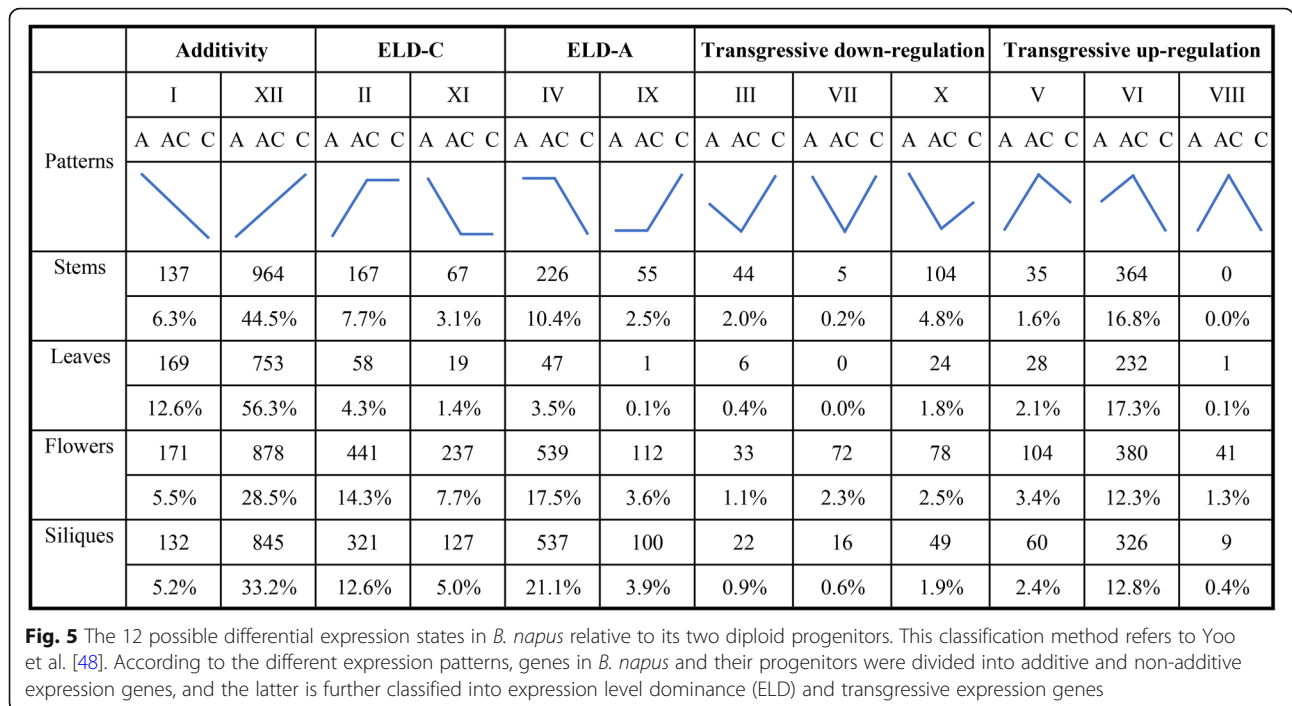 Additivity ELD-C ELD-A Transgressive down-regulation Transgressive up-regulation
I XII II XI IV IX III VII X V VI VIII
Patterns A AC C A AC C A AC C A AC C A AC C A AC C A AC C A AC C A AC C A AC C A AC C A AC C
Stems 137 964 167 67 226 55 44 5 104 35 364 0
6.3% 44.5% 7.7% 3.1% 10.4% 2.5% 2.0% 0.2% 4.8% 1.6% 16.8% 0.0%
Leaves 169 753 58 19 47 1 6 0 24 28 232 1
12.6% 56.3% 4.3% 1.4% 3.5% 0.1% 0.4% 0.0% 1.8% 2.1% 17.3% 0.1%
Flowers 171 878 441 237 539 112 33 72 78 104 380 41
5.5% 28.5% 14.3% 7.7% 17.5% 3.6% 1.1% 2.3% 2.5% 3.4% 12.3% 1.3%
Siliques 132 845 321 127 537 100 22 16 49 60 326 9
5.2% 33.2% 12.6% 5.0% 21.1% 3.9% 0.9% 0.6% 1.9% 2.4% 12.8% 0.4%
Fig. 5 The 12 possible differential expression states in B. napus relative to its two diploid progenitors. This classification method refers to Yoo
et al. [48]. According to the different expression patterns, genes in B. napus and their progenitors were divided into additive and non-additive
expression genes, and the latter is further classified into expression level dominance (ELD) and transgressive expression genes